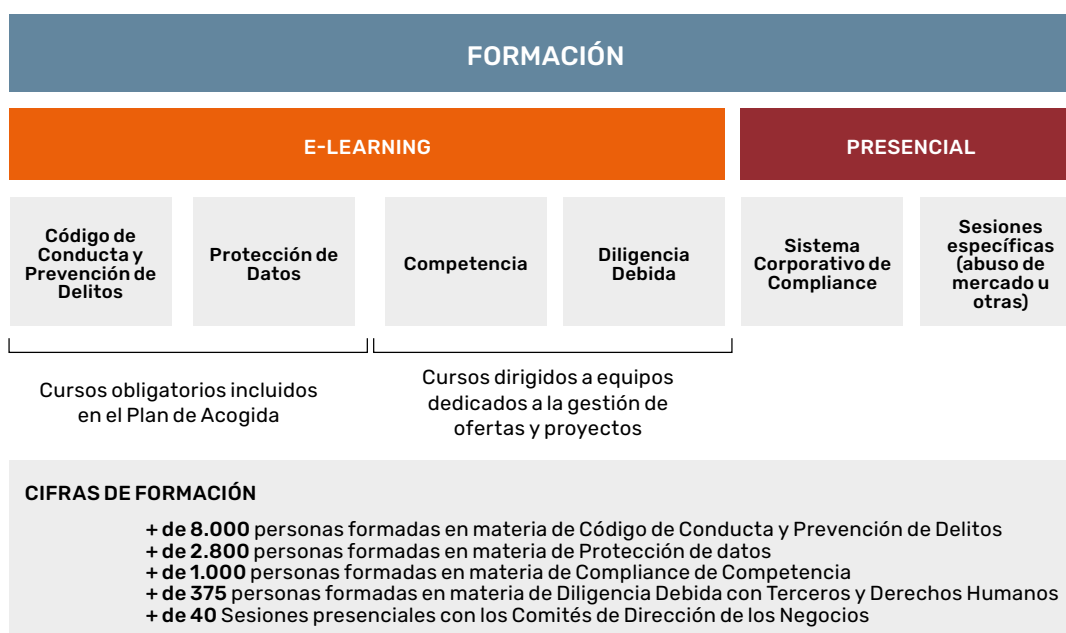 FORMACIÓN
E-LEARNING
PRESENCIAL
Código de
Conducta y
Prevención de
Delitos
Protección de
Datos
Competencia
Diligencia
Debida
Sistema
Corporativo de
Compliance
Sesiones
específicas
(abuso de
mercado u
otras)
Cursos obligatorios incluidos
en el Plan de Acogida
Cursos dirigidos a equipos
dedicados a la gestión de
ofertas y proyectos
CIFRAS DE FORMACIÓN
+ de 8.000 personas formadas en materia de Código de Conducta y Prevención de Delitos
+ de 2.800 personas formadas en materia de Protección de datos
+ de 1.000 personas formadas en materia de Compliance de Competencia
+ de 375 personas formadas en materia de Diligencia Debida con Terceros y Derechos Humanos
+ de 40 Sesiones presenciales con los Comités de Dirección de los Negocios